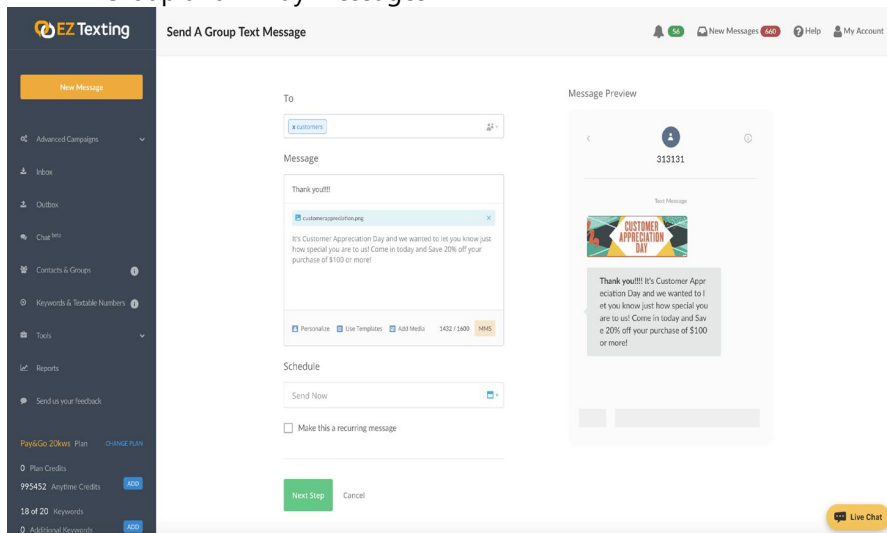 EZ Texting
Send A Group Text Message
56
New Messages 660
Help
My Account
New Message
Advanced Campaigns
Inbox
Outbox
Chat beta
Contacts & Groups
Keywords & Textable Numbers
Tools
Reports
Send us your feedback
Pay&Go 20kws Plan CHANGE PLAN
0 Plan Credits
995452 Anytime Credits ADD
18 of 20 Keywords
0 Additional Keywords ADD
To
customers
Message
Thank you!!!!
customerappreciation.png
It's Customer Appreciation Day and we wanted to let you know just
how special you are to us! Come in today and Save 20% off your
purchase of $100 or more!
Personalize Use Templates Add Media 1432 / 1600 MMS
Schedule
Send Now
Make this a recurring message
Next Step Cancel
Message Preview
313131
Text Message
CUSTOMER
APPRECIATION
DAY
Thank you!!!! It's Customer Appr
eciation Day and we wanted to l
et you know just how special you
are to us! Come in today and Sav
e 20% off your purchase of $100
or more!
Live Chat